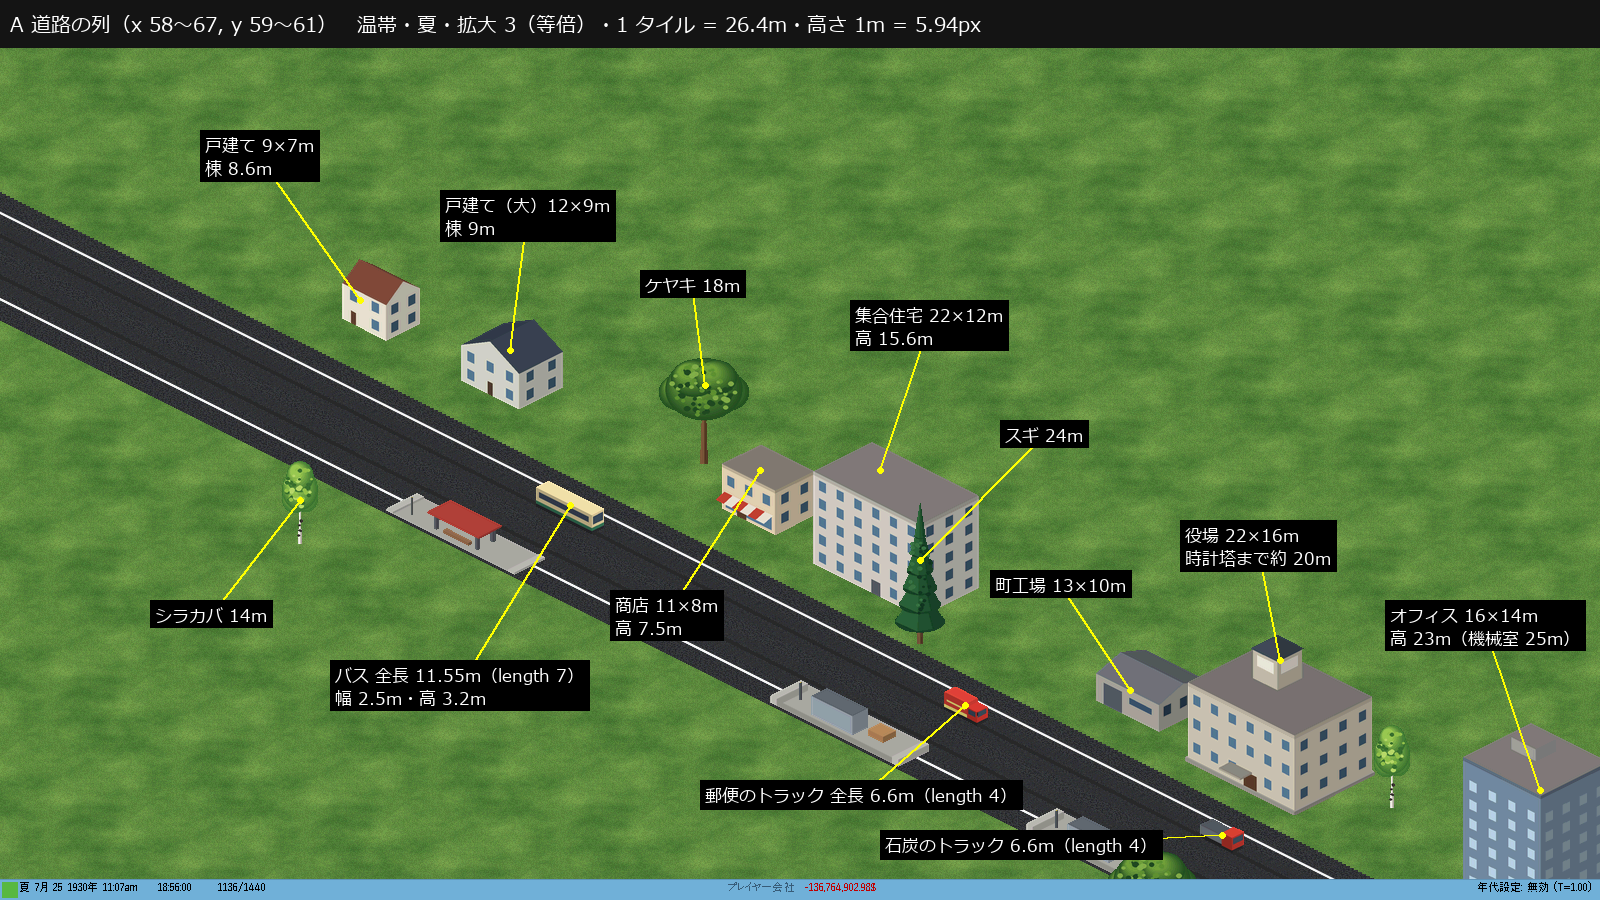 A 道路の列（x 58～67, y 59～61）　温帯・夏・拡大 3（等倍）・1 タイル = 26.4m・高さ 1m = 5.94px
戸建て 9×7m
棟 8.6m
戸建て（大）12×9m
棟 9m
ケヤキ 18m
集合住宅 22×12m
高 15.6m
スギ 24m
役場 22×16m
時計塔まで約 20m
町工場 13×10m
オフィス 16×14m
高 23m（機械室 25m）
シラカバ 14m
商店 11×8m
高 7.5m
バス 全長 11.55m（length 7）
幅 2.5m・高 3.2m
郵便のトラック 全長 6.6m（length 4）
石炭のトラック 6.6m（length 4）
夏 7月 25 1930年 11:07am 18:56:00 1136/1440 プレイヤー会社 -136,764,902.98$ 年代設定: 無効 (T=1.00)